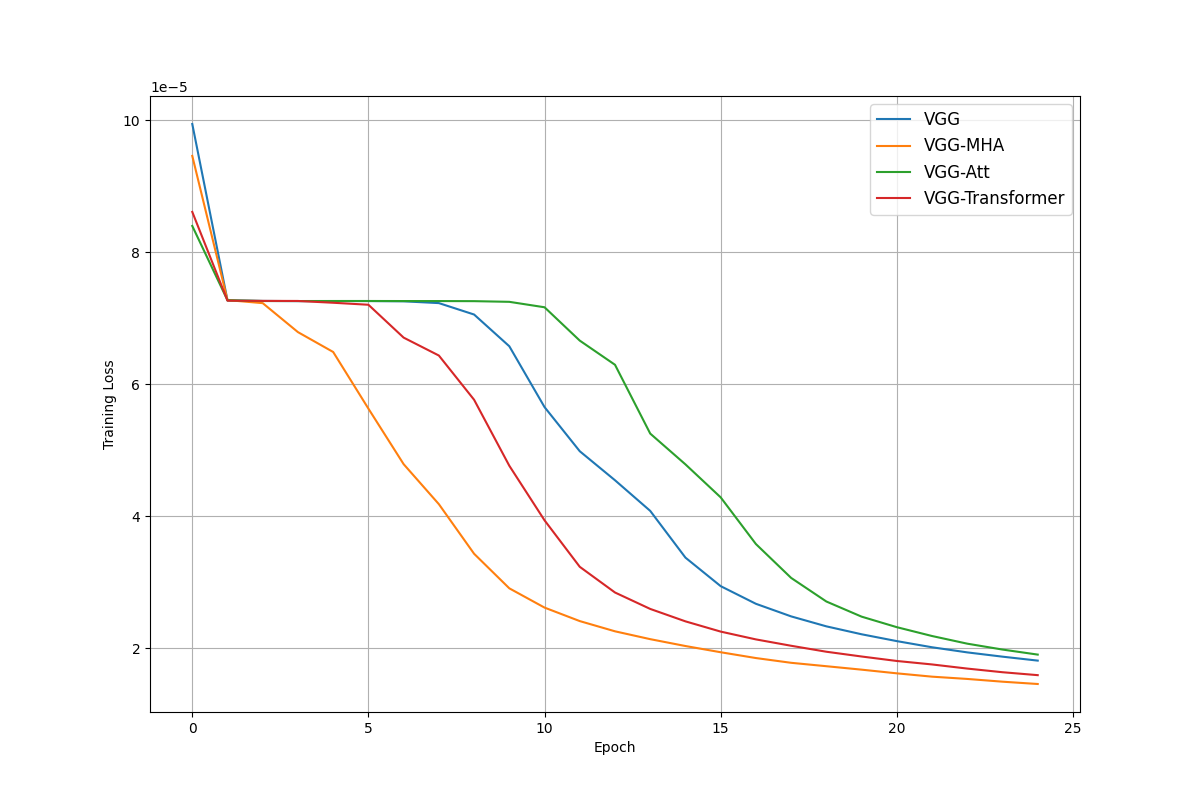 1e−5
10
8
6
4
2
Training Loss
0 5 10 15 20 25
Epoch
VGG
VGG-MHA
VGG-Att
VGG-Transformer